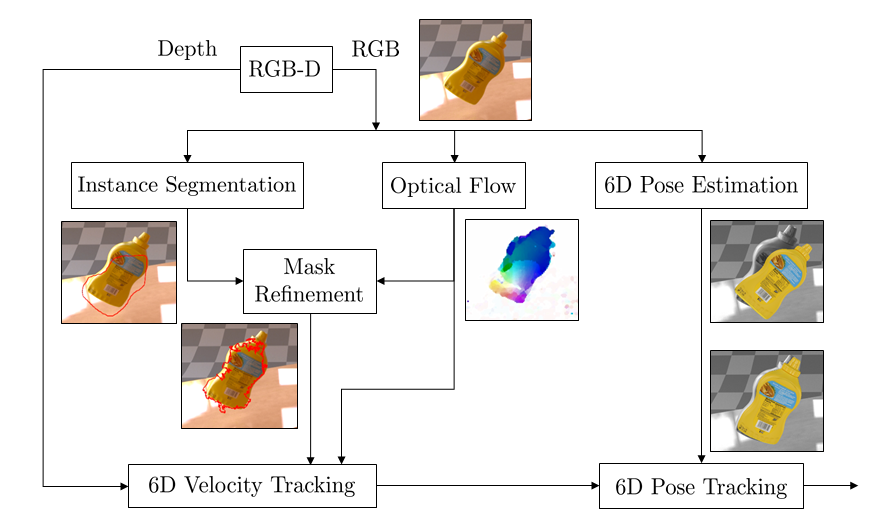 Depth
RGB
RGB-D
Instance Segmentation
Optical Flow
6D Pose Estimation
Mask
Refinement
6D Velocity Tracking
6D Pose Tracking